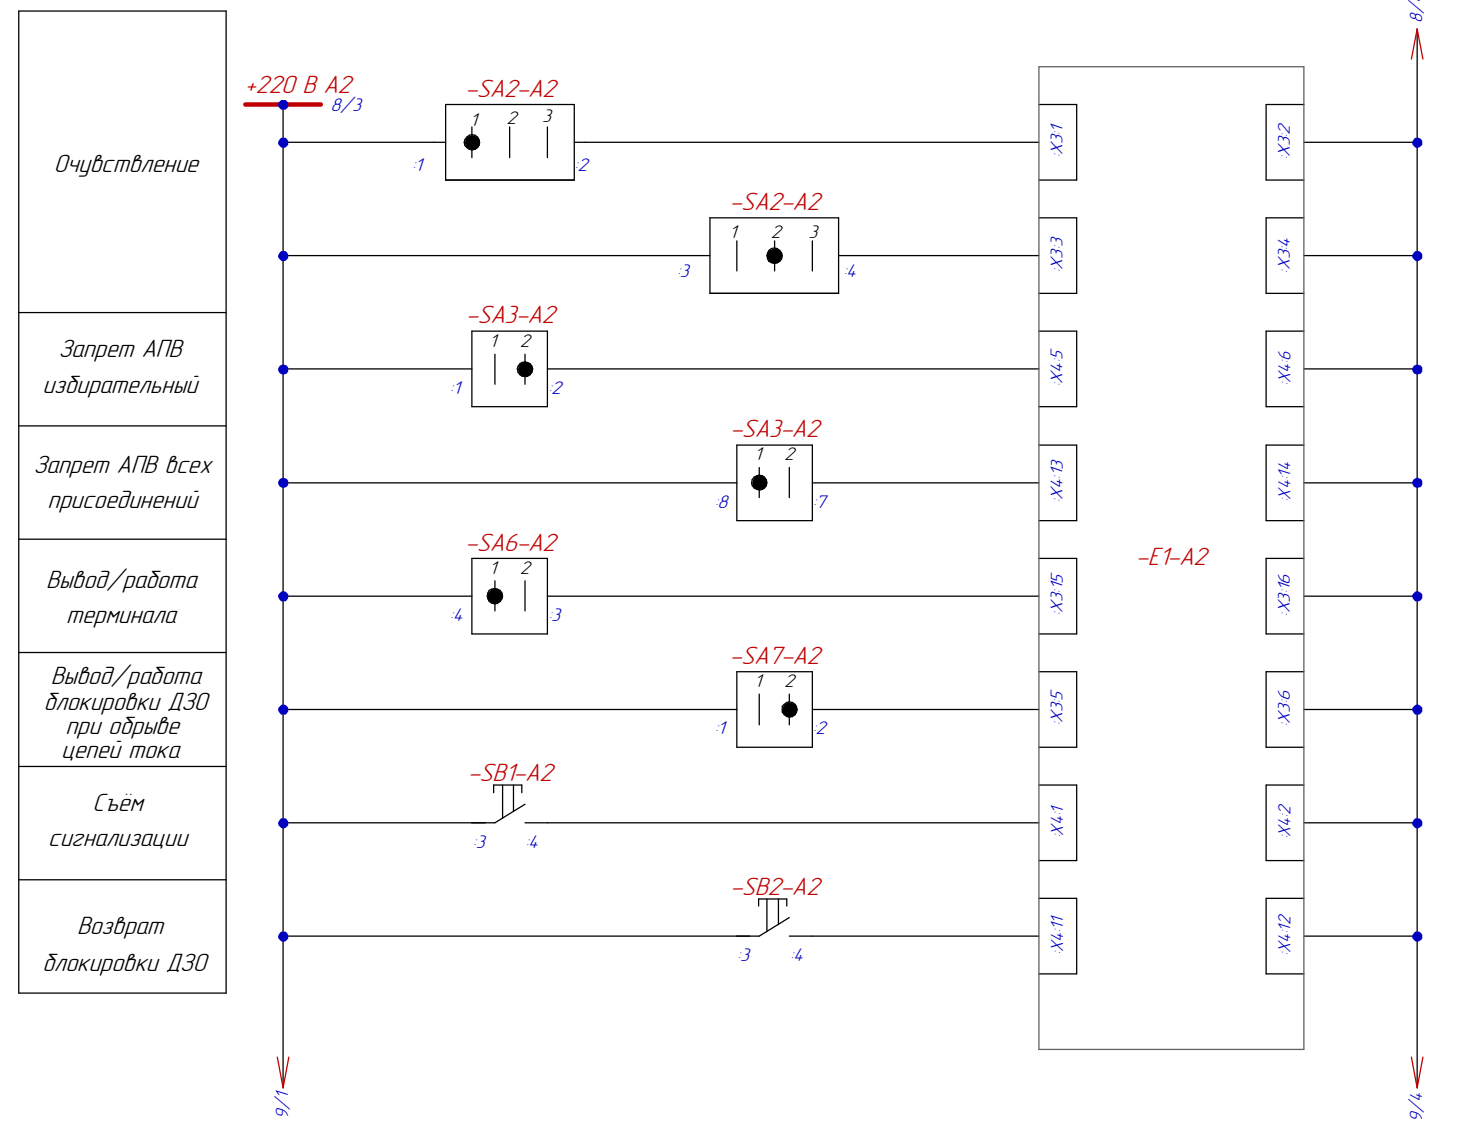 Очувствление
+220 В А2
8/3
-SA2-A2
1 2 3
:1
:2
:X3:1
:X3:2
-SA2-A2
1 2 3
:3
:4
:X3:3
:X3:4
Запрет АПВ
избирательный
-SA3-A2
1 2
:1
:2
:X4:5
:X4:6
Запрет АПВ всех
присоединений
-SA3-A2
1 2
:8
:7
:X4:13
:X4:14
-E1-A2
Вывод/работа
терминала
-SA6-A2
1 2
:4
:3
:X3:15
:X3:16
Вывод/работа
блокировки ДЗО
при обрыве
цепей тока
-SA7-A2
1 2
:1
:2
:X3:5
:X3:6
Съём
сигнализации
-SB1-A2
:3
:4
:X4:1
:X4:2
Возврат
блокировки ДЗО
-SB2-A2
:3
:4
:X4:11
:X4:12
9/1
9/4